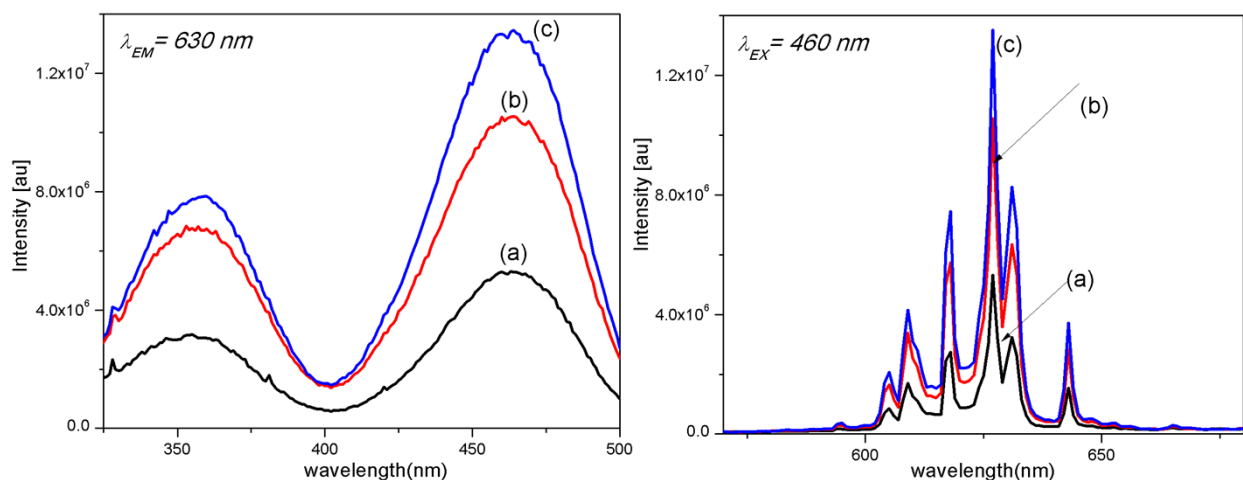 λEM= 630 nm
(c)
1.2x10⁷
(b)
8.0x10⁶
Intensity [au]
(a)
4.0x10⁶
0.0
350 400 450 500
wavelength(nm)
λEX= 460 nm
(c)
1.2x10⁷
(b)
8.0x10⁶
Intensity [au]
(a)
4.0x10⁶
0.0
600 650
wavelength(nm)